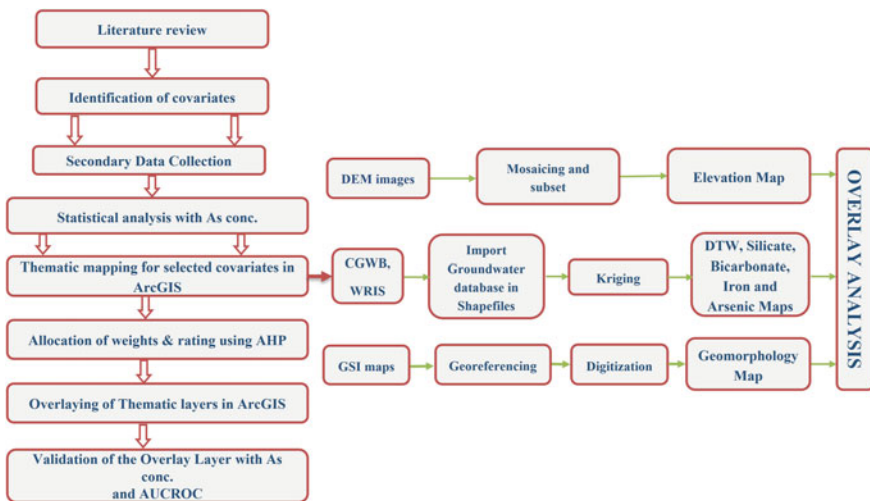 Literature review
Identification of covariates
Secondary Data Collection
Statistical analysis with As conc.
Thematic mapping for selected covariates in
ArcGIS
Allocation of weights & rating using AHP
Overlaying of Thematic layers in ArcGIS
Validation of the Overlay Layer with As
conc.
and AUCROC
DEM images
Mosaicing and
subset
Elevation Map
CGWB,
WRIS
Import
Groundwater
database in
Shapefiles
Kriging
DTW, Silicate,
Bicarbonate,
Iron and
Arsenic Maps
GSI maps
Georeferencing
Digitization
Geomorphology
Map
OVERLAY ANALYSIS